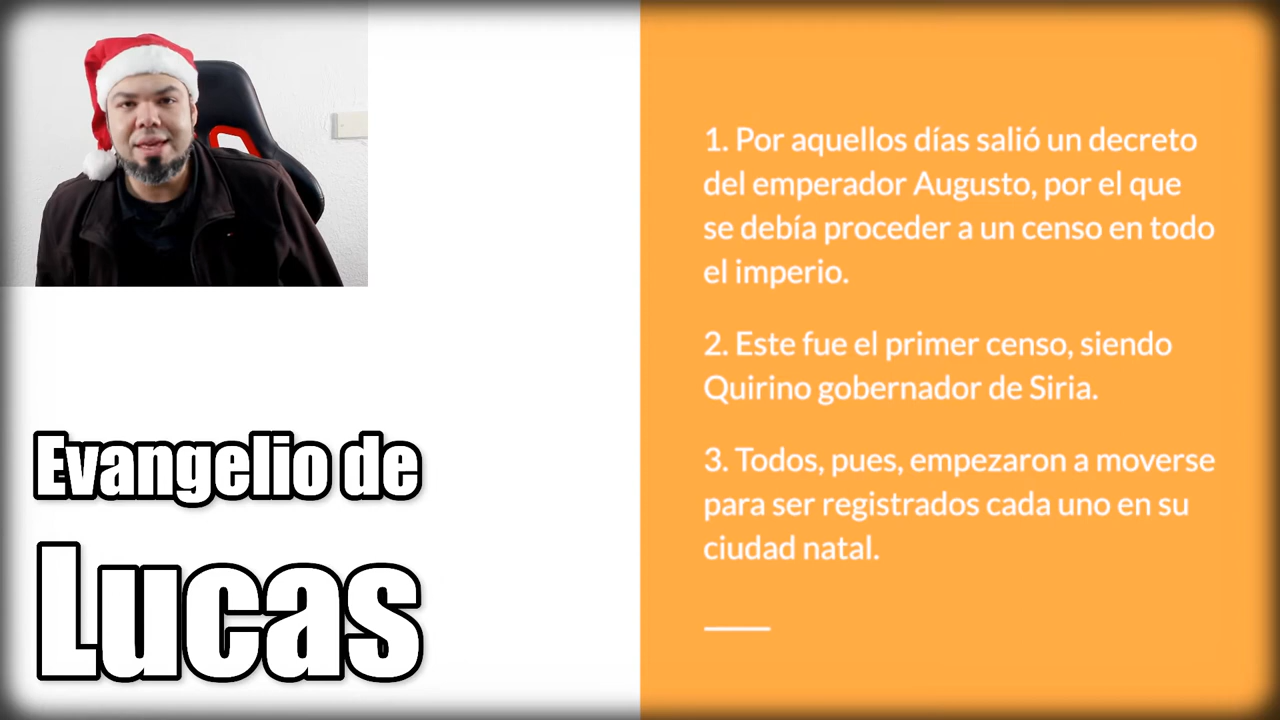 Evangelio de
Lucas
1. Por aquellos días salió un decreto
del emperador Augusto, por el que
se debía proceder a un censo en todo
el imperio.
2. Este fue el primer censo, siendo
Quirino gobernador de Siria.
3. Todos, pues, empezaron a moverse
para ser registrados cada uno en su
ciudad natal.